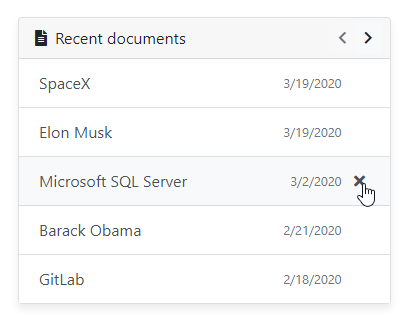 Recent documents
SpaceX 3/19/2020
Elon Musk 3/19/2020
Microsoft SQL Server 3/2/2020
Barack Obama 2/21/2020
GitLab 2/18/2020